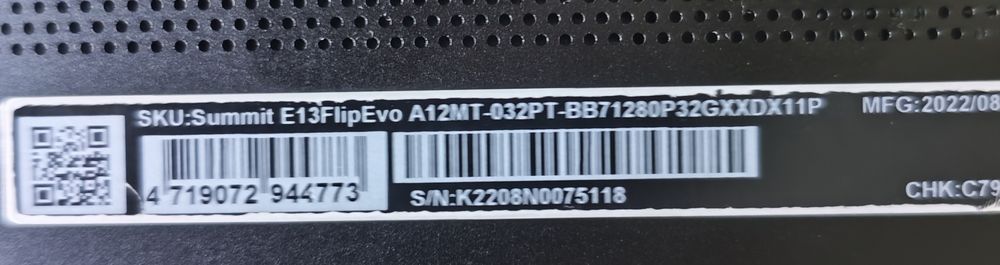 SKU:Summit E13FlipEvo A12MT-032PT-BB71280P32GXXDX11P MFG:2022/08
4 719072 944773
S/N:K2208N0075118
CHK:C79